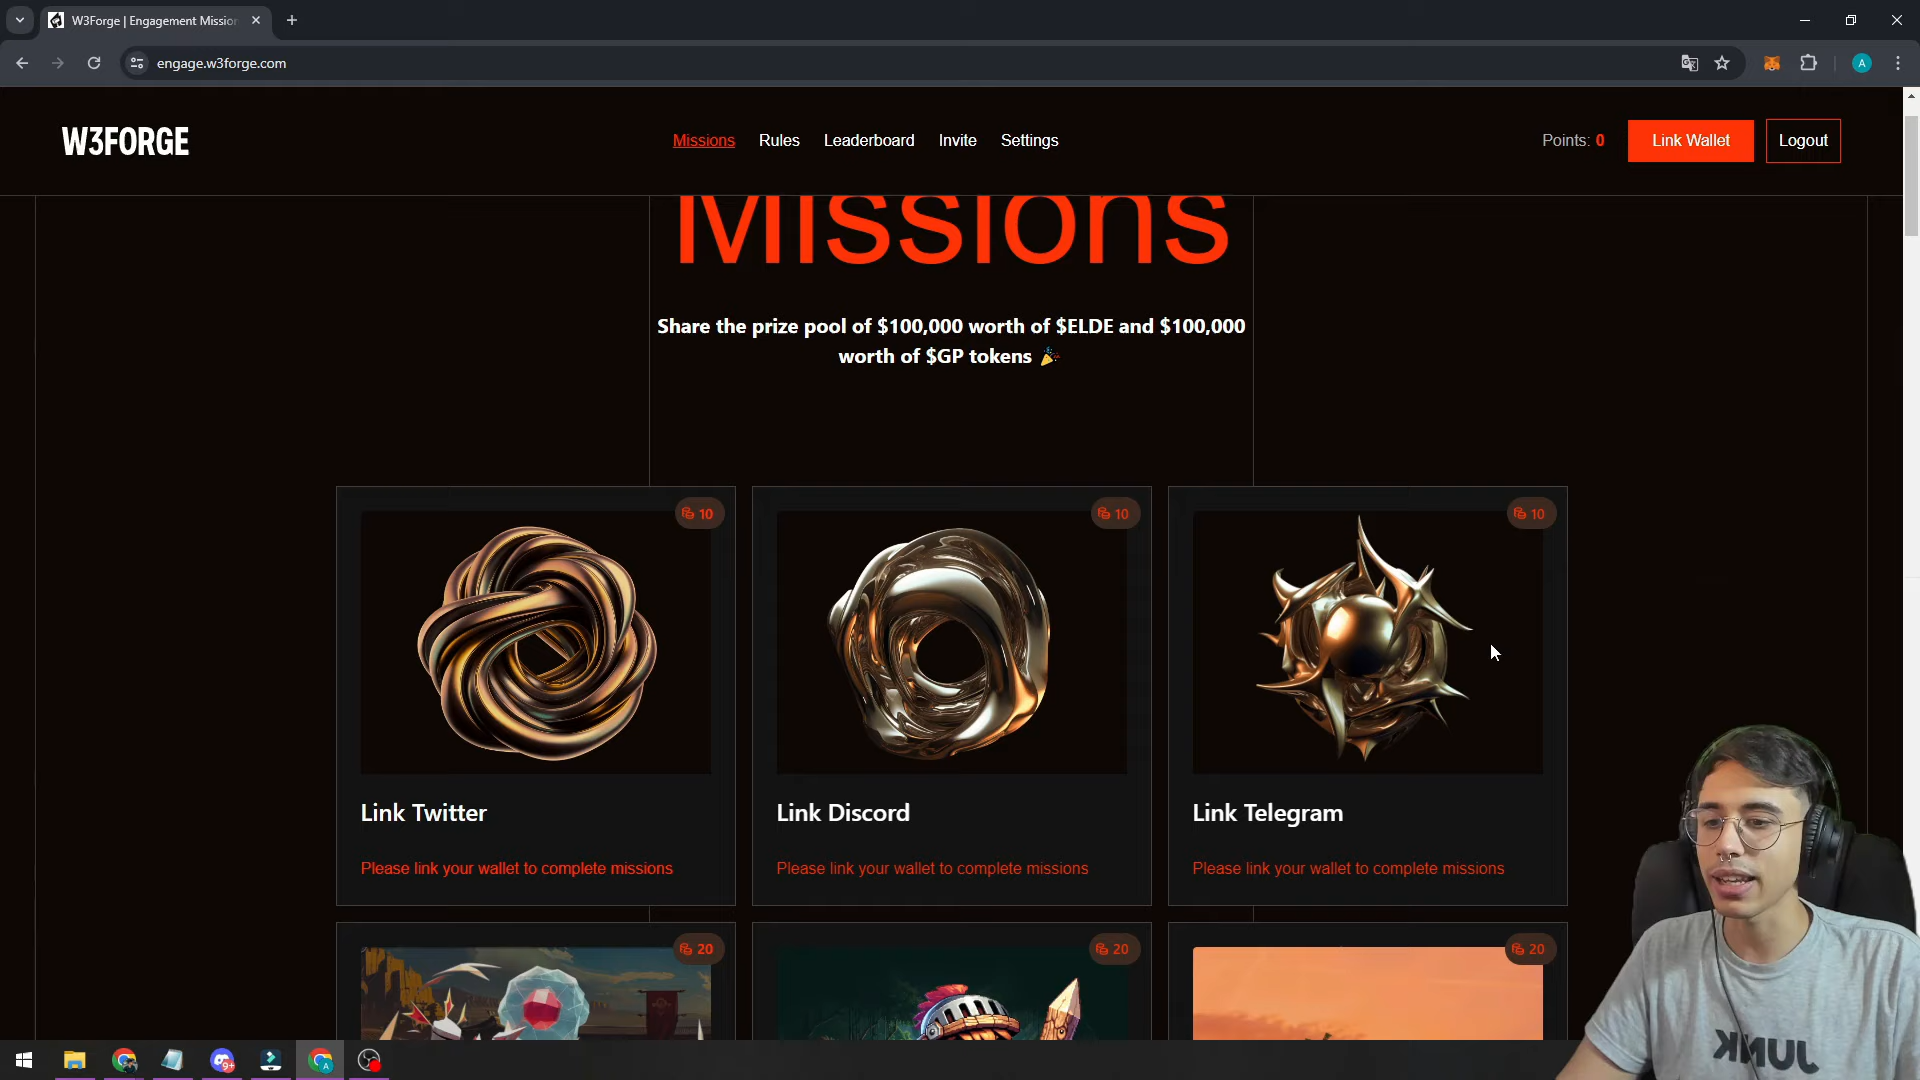 W3Forge | Engagement Mission
engage.w3forge.com
A
W3FORGE
Missions
Rules
Leaderboard
Invite
Settings
Points: 0
Link Wallet
Logout
Missions
Share the prize pool of $100,000 worth of $ELDE and $100,000
worth of $GP tokens 🎉
10
10
10
Link Twitter
Link Discord
Link Telegram
Please link your wallet to complete missions
Please link your wallet to complete missions
Please link your wallet to complete missions
20
20
20
9+
A
JUNK